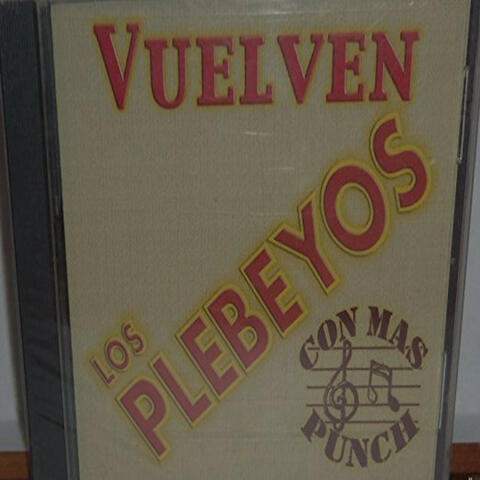 VUELVEN
LOS
PLEBEYOS
CON MAS
PUNCH